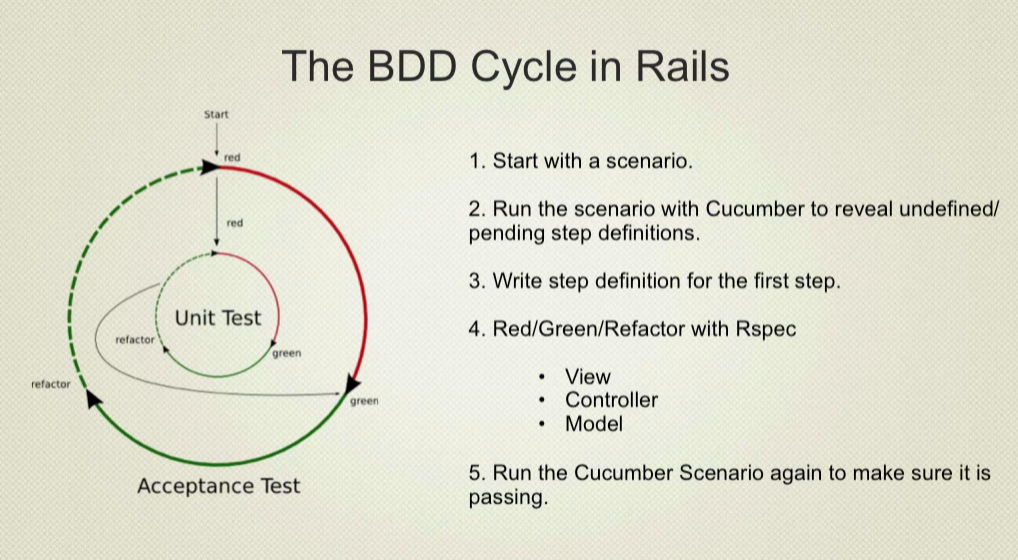 The BDD Cycle in Rails
Start
red
red
Unit Test
refactor
green
refactor
green
Acceptance Test
1. Start with a scenario.
2. Run the scenario with Cucumber to reveal undefined/
pending step definitions.
3. Write step definition for the first step.
4. Red/Green/Refactor with Rspec
• View
• Controller
• Model
5. Run the Cucumber Scenario again to make sure it is
passing.